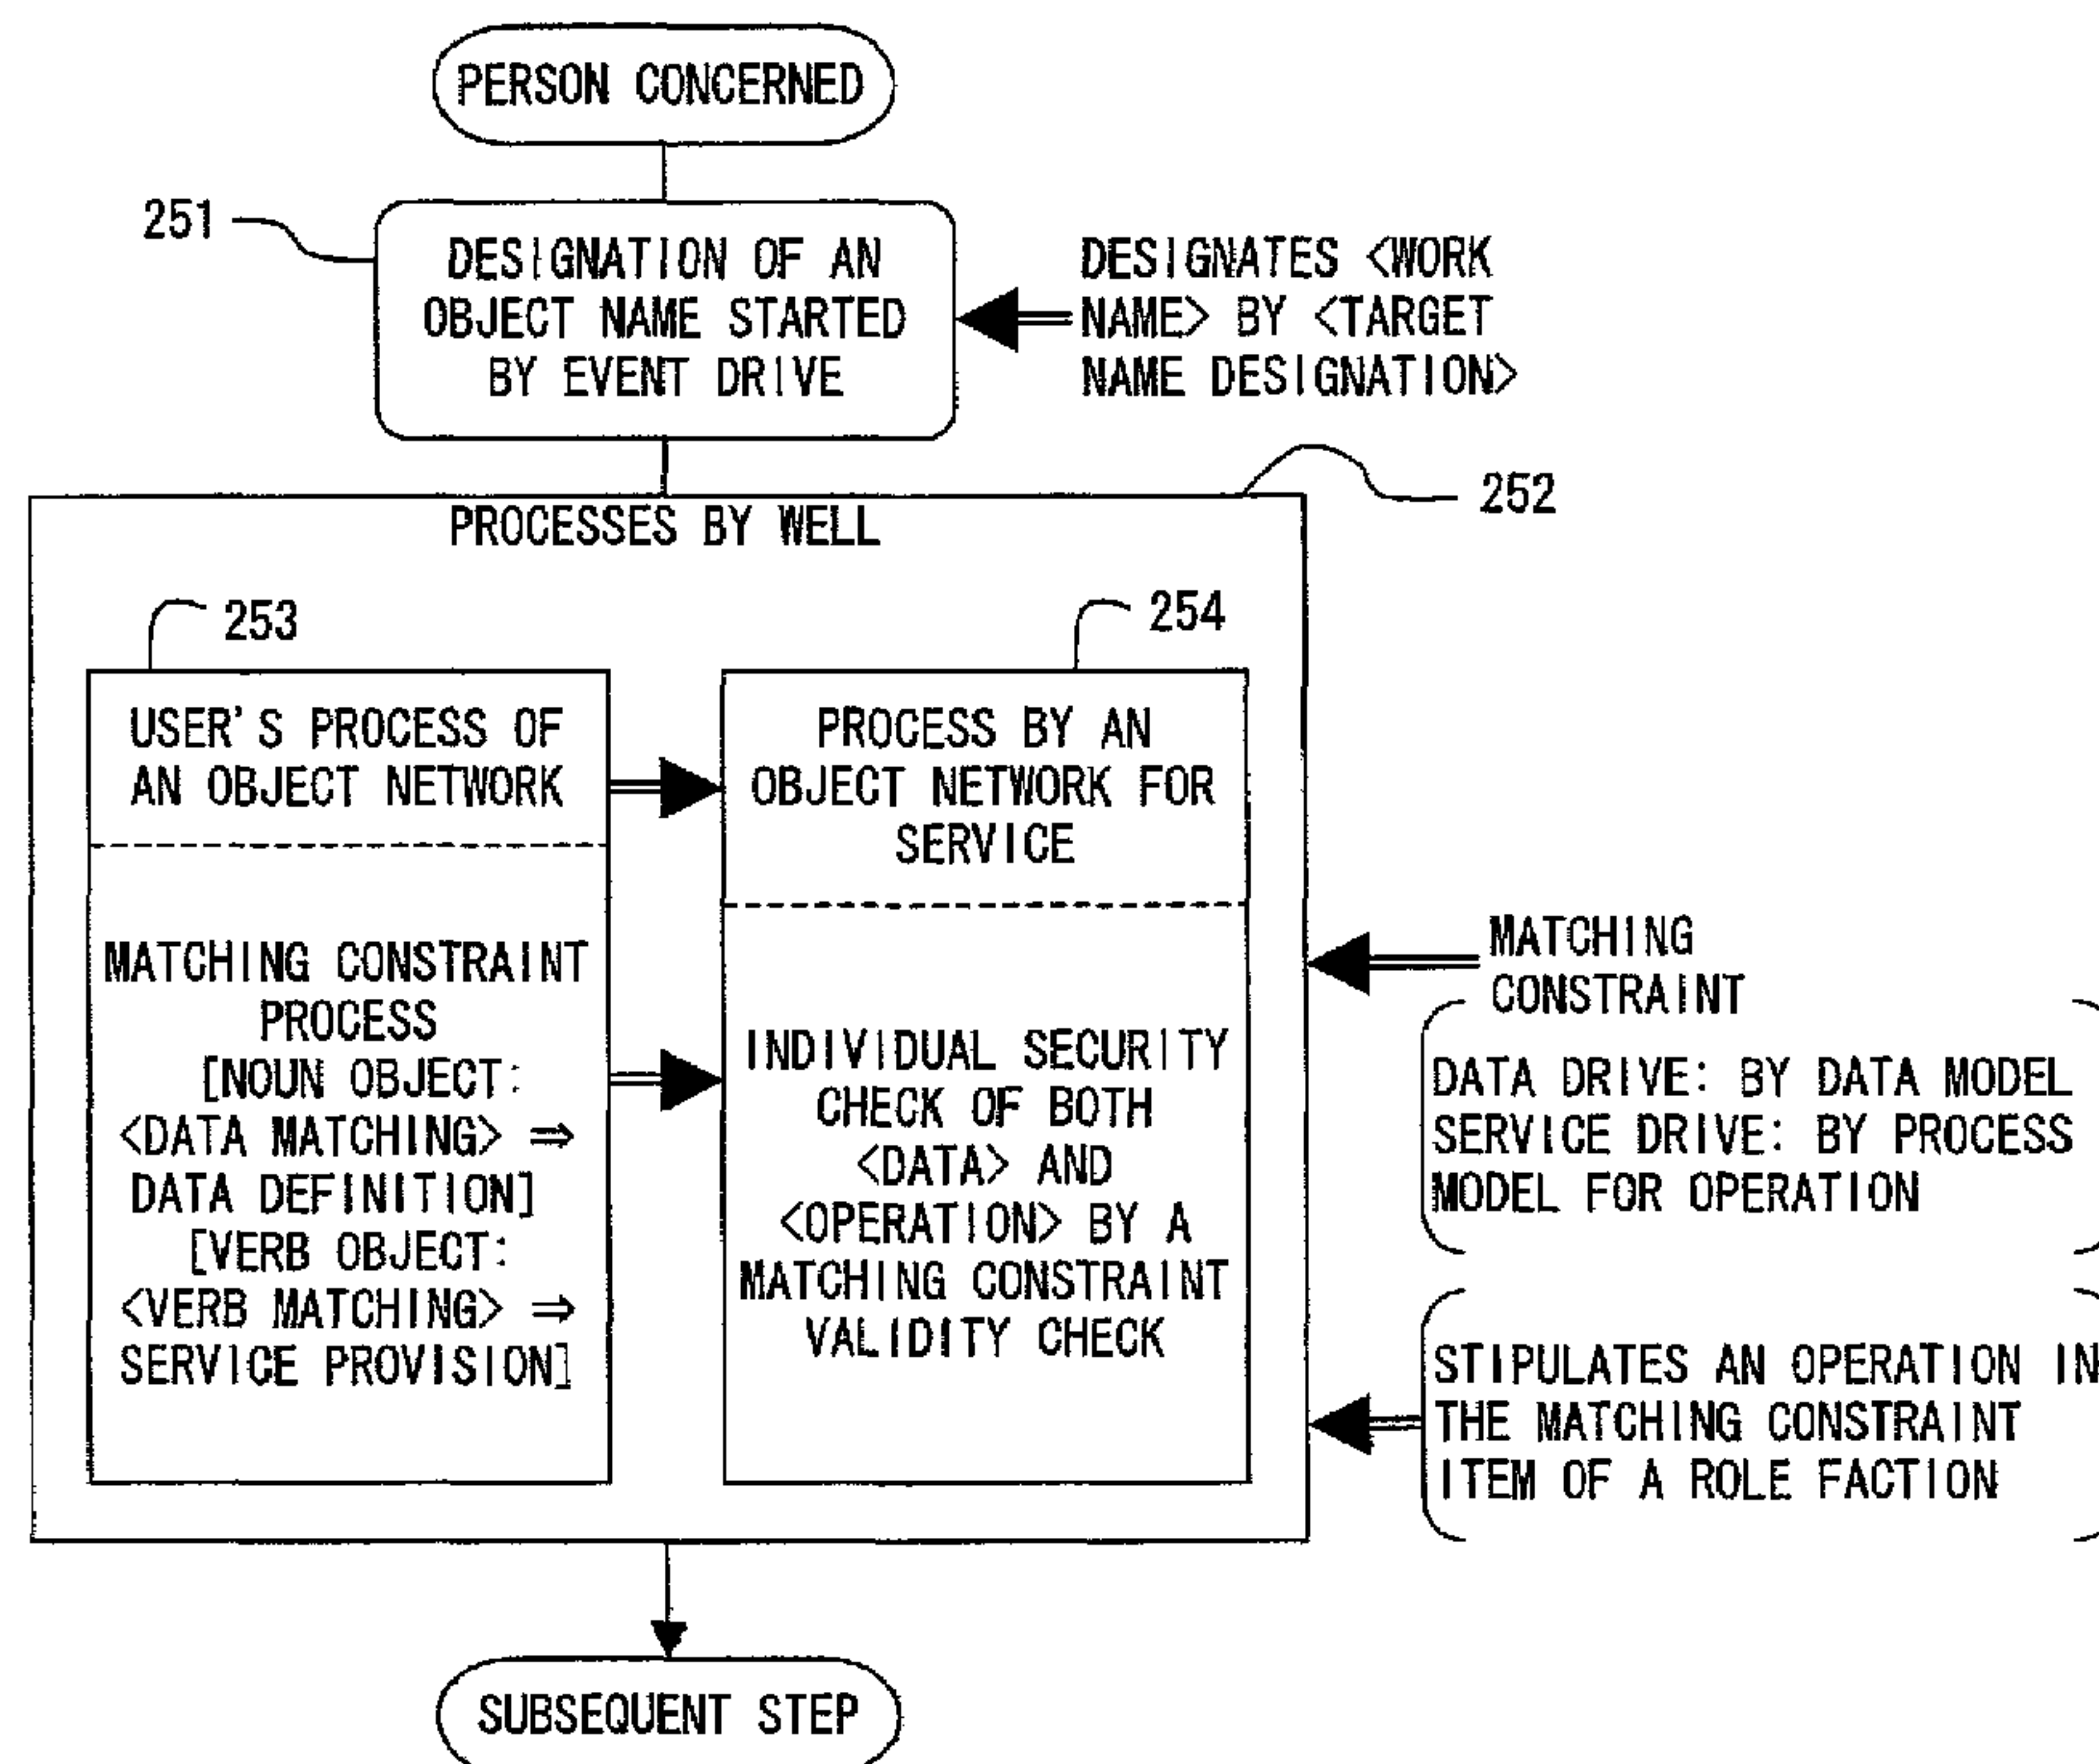 PERSON CONCERNED
251
DESIGNATION OF AN
OBJECT NAME STARTED
BY EVENT DRIVE
DESIGNATES <WORK
NAME> BY <TARGET
NAME DESIGNATION>
252
PROCESSES BY WELL
253
USER'S PROCESS OF
AN OBJECT NETWORK
MATCHING CONSTRAINT
PROCESS
[NOUN OBJECT:
<DATA MATCHING> ⇒
DATA DEFINITION]
[VERB OBJECT:
<VERB MATCHING> ⇒
SERVICE PROVISION]
254
PROCESS BY AN
OBJECT NETWORK FOR
SERVICE
INDIVIDUAL SECURITY
CHECK OF BOTH
<DATA> AND
<OPERATION> BY A
MATCHING CONSTRAINT
VALIDITY CHECK
MATCHING
CONSTRAINT
DATA DRIVE: BY DATA MODEL
SERVICE DRIVE: BY PROCESS
MODEL FOR OPERATION
STIPULATES AN OPERATION IN
THE MATCHING CONSTRAINT
ITEM OF A ROLE FACTION
SUBSEQUENT STEP